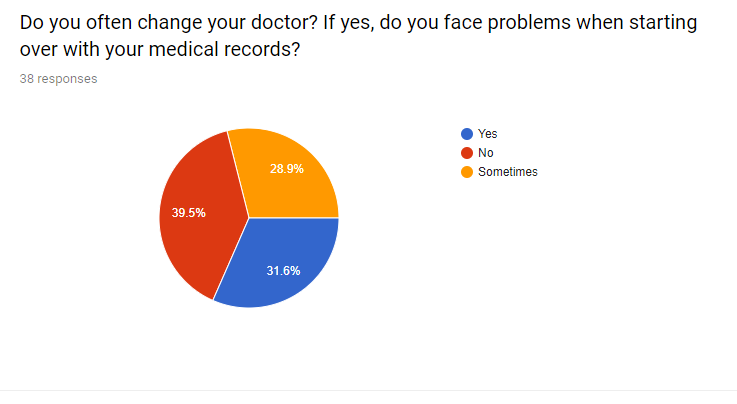 Do you often change your doctor? If yes, do you face problems when starting
over with your medical records?
38 responses
Yes
No
Sometimes
28.9%
39.5%
31.6%